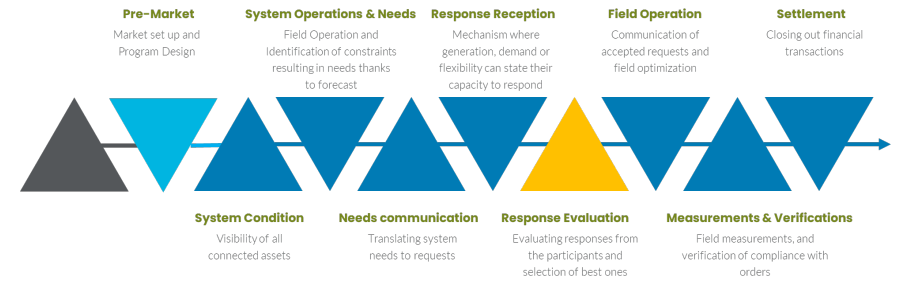 Pre-Market
Market set up and
Program Design
System Operations & Needs
Field Operation and
Identification of constraints
resulting in needs thanks
to forecast
Response Reception
Mechanism where
generation, demand or
flexibility can state their
capacity to respond
Field Operation
Communication of
accepted requests and
field optimization
Settlement
Closing out financial
transactions
System Condition
Visibility of all
connected assets
Needs communication
Translating system
needs to requests
Response Evaluation
Evaluating responses from
the participants and
selection of best ones
Measurements & Verifications
Field measurements, and
verification of compliance with
orders